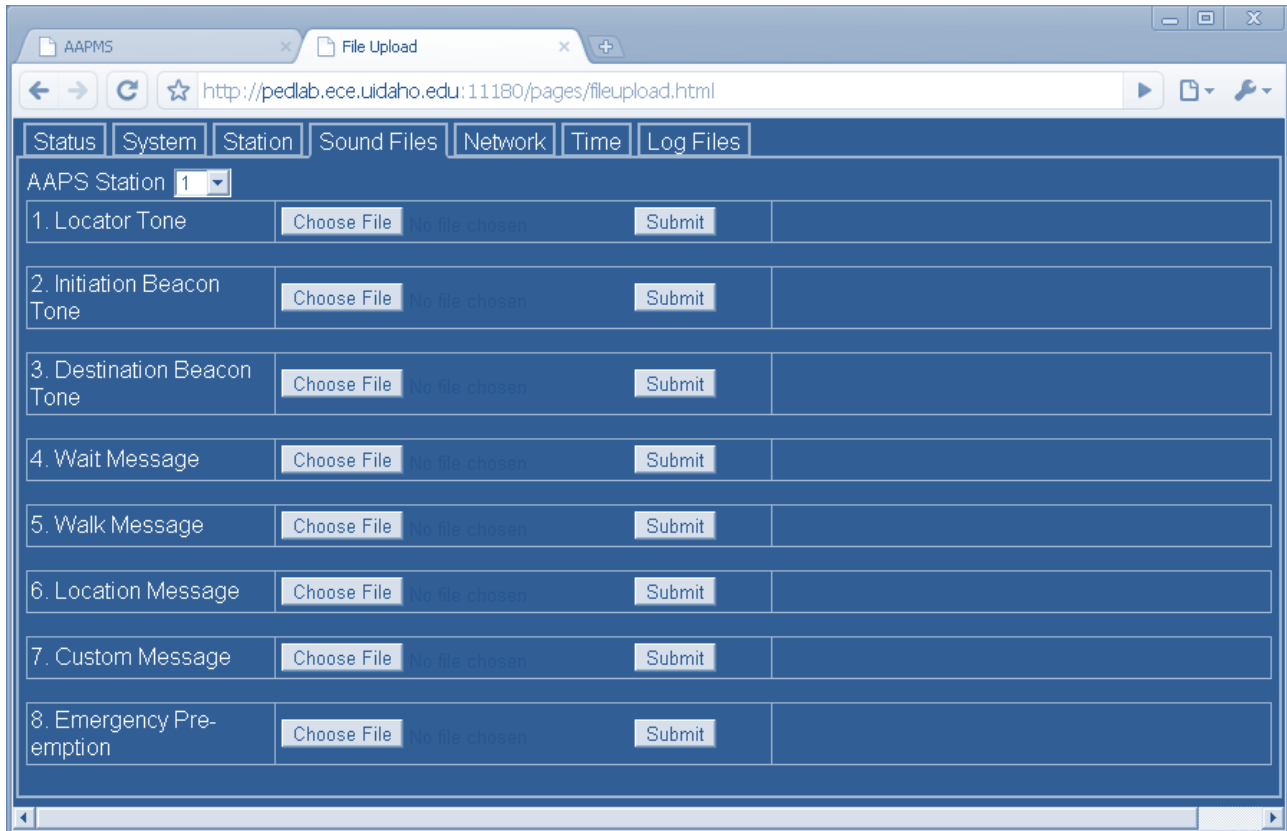 AAPMS
File Upload
http://pedlab.ece.uidaho.edu:11180/pages/fileupload.html
Status System Station Sound Files Network Time Log Files
AAPS Station 1
1. Locator Tone Choose File No file chosen Submit
2. Initiation Beacon
Tone
Choose File No file chosen Submit
3. Destination Beacon
Tone
Choose File No file chosen Submit
4. Wait Message Choose File No file chosen Submit
5. Walk Message Choose File No file chosen Submit
6. Location Message Choose File No file chosen Submit
7. Custom Message Choose File No file chosen Submit
8. Emergency Pre-
emption
Choose File No file chosen Submit